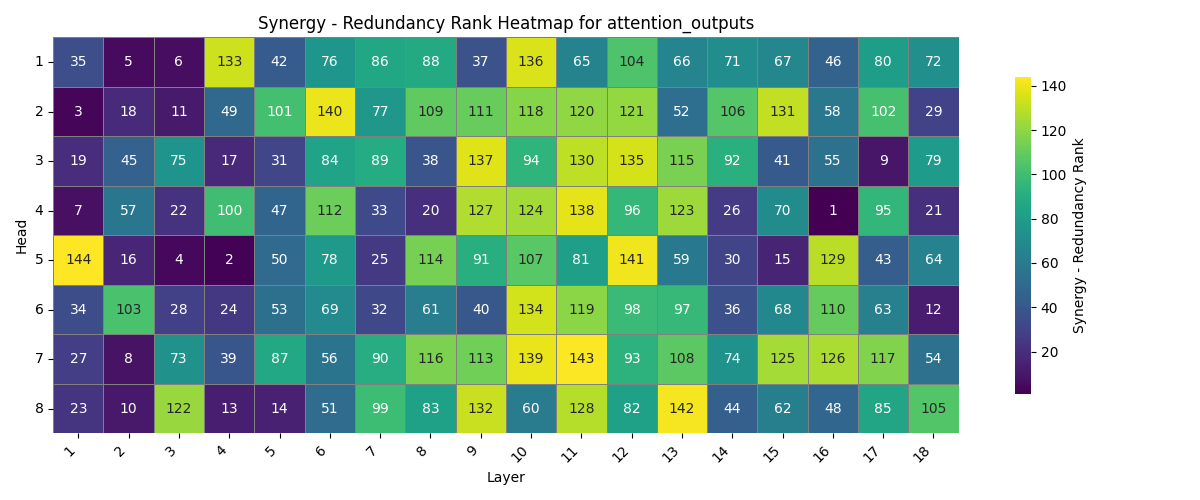 Synergy - Redundancy Rank Heatmap for attention_outputs
1 35 5 6 133 42 76 86 88 37 136 65 104 66 71 67 46 80 72
2 3 18 11 49 101 140 77 109 111 118 120 121 52 106 131 58 102 29
3 19 45 75 17 31 84 89 38 137 94 130 135 115 92 41 55 9 79
4 7 57 22 100 47 112 33 20 127 124 138 96 123 26 70 1 95 21
5 144 16 4 2 50 78 25 114 91 107 81 141 59 30 15 129 43 64
6 34 103 28 24 53 69 32 61 40 134 119 98 97 36 68 110 63 12
7 27 8 73 39 87 56 90 116 113 139 143 93 108 74 125 126 117 54
8 23 10 122 13 14 51 99 83 132 60 128 82 142 44 62 48 85 105
1 2 3 4 5 6 7 8 9 10 11 12 13 14 15 16 17 18
Layer
Head
140
120
100
80
60
40
20
Synergy - Redundancy Rank